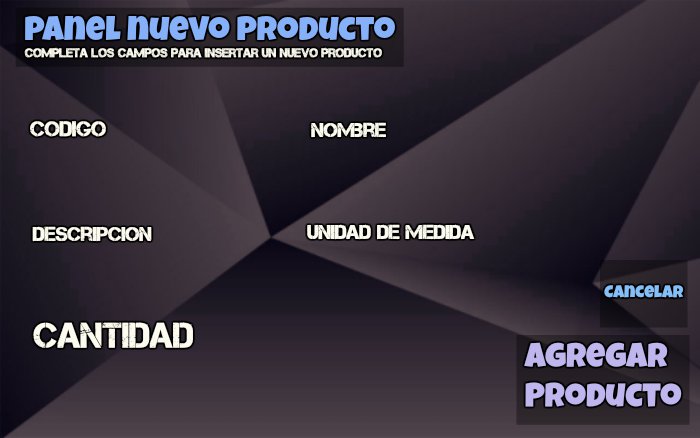 Panel nuevo producto
COMPLETA LOS CAMPOS PARA INSERTAR UN NUEVO PRODUCTO
CODIGO
NOMBRE
DESCRIPCION
UNIDAD DE MEDIDA
CANTIDAD
cancelar
Agregar
Producto